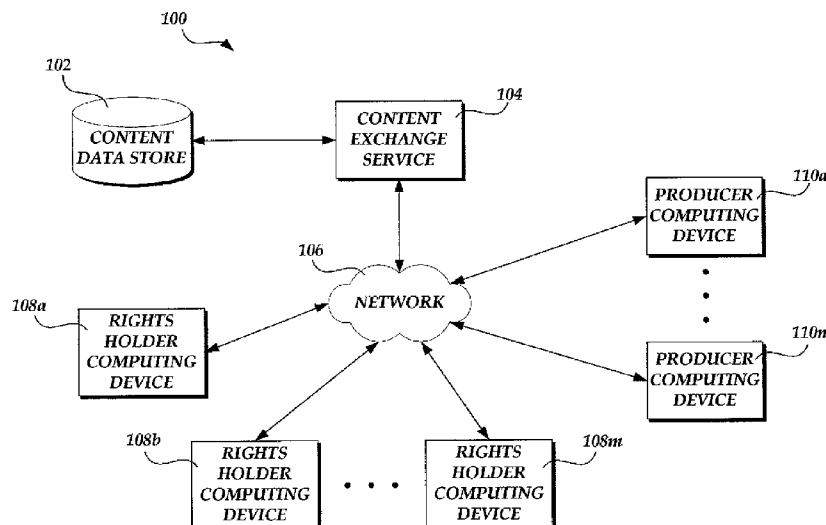 100
102
CONTENT
DATA STORE
104
CONTENT
EXCHANGE
SERVICE
110a
PRODUCER
COMPUTING
DEVICE
106
NETWORK
108a
RIGHTS
HOLDER
COMPUTING
DEVICE
110n
PRODUCER
COMPUTING
DEVICE
108b
RIGHTS
HOLDER
COMPUTING
DEVICE
108m
RIGHTS
HOLDER
COMPUTING
DEVICE